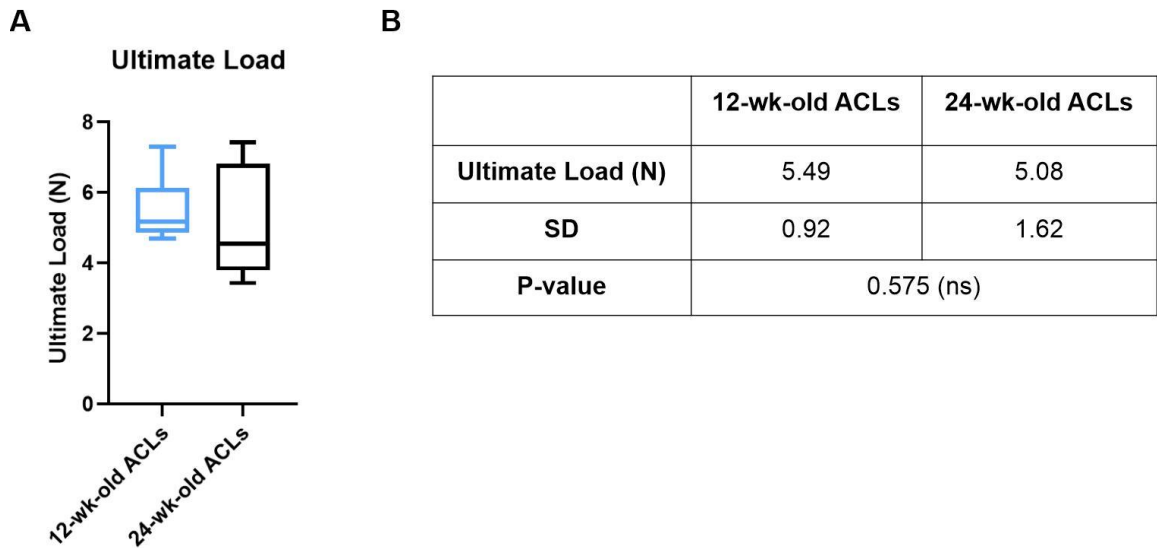 A
Ultimate Load
Ultimate Load (N)
8
6
4
2
0
12-wk-old ACLs
24-wk-old ACLs
B
12-wk-old ACLs 24-wk-old ACLs
Ultimate Load (N) 5.49 5.08
SD 0.92 1.62
P-value 0.575 (ns)